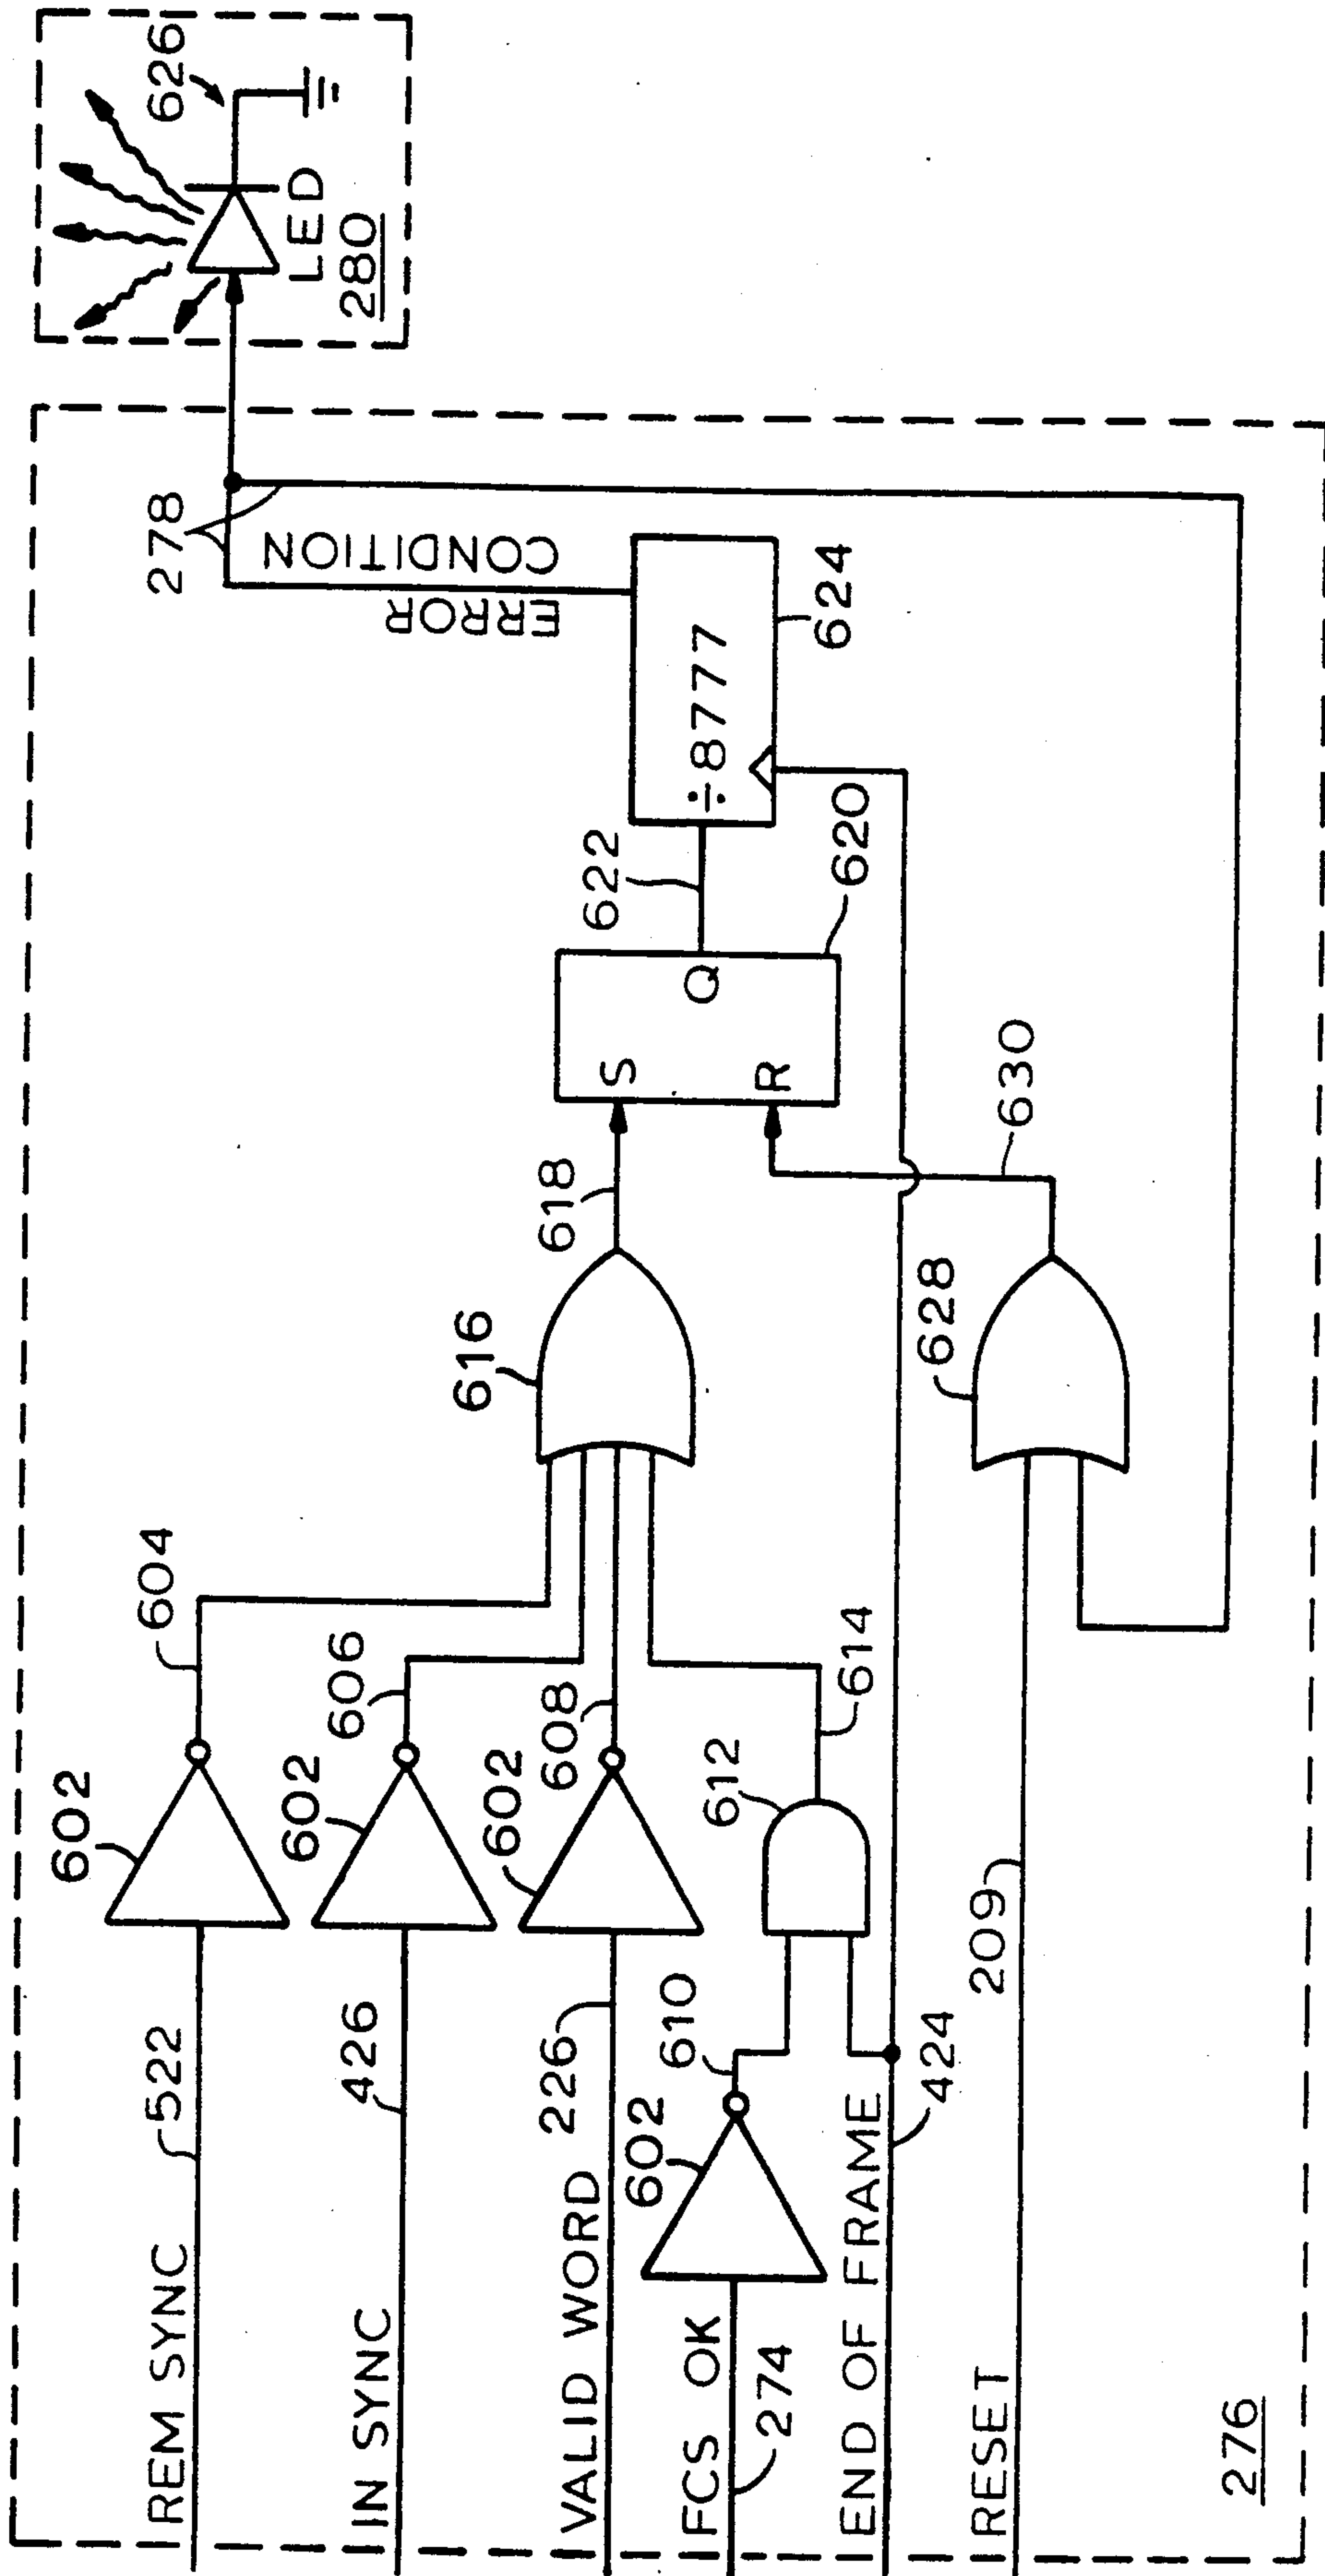 REM SYNC
522
602
604
IN SYNC
426
602
606
VALID WORD
226
602
608
FCS OK
274
602
610
612
614
END OF FRAME
424
RESET
209
616
618
S
R
Q
620
622
÷8777
624
628
630
ERROR
CONDITION
278
626
LED
280
276